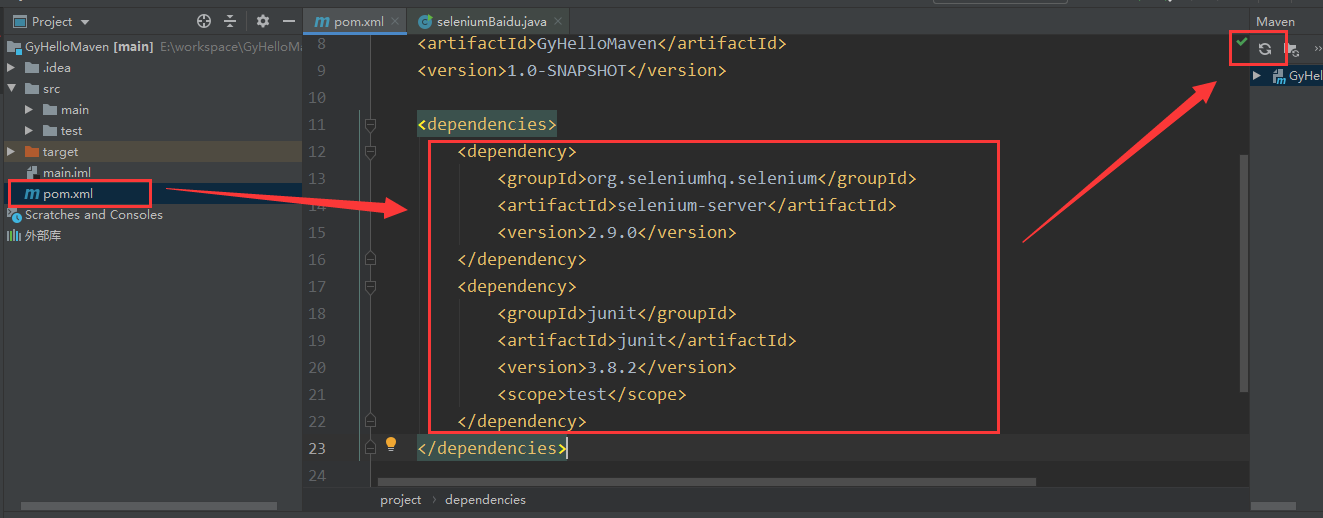 Project
GyHelloMaven [main] E:\workspace\GyHelloMa
.idea
src
main
test
target
main.iml
pom.xml
Scratches and Consoles
外部库
pom.xml
seleniumBaidu.java
8 <artifactId>GyHelloMaven</artifactId>
9 <version>1.0-SNAPSHOT</version>
10
11 <dependencies>
12 <dependency>
13 <groupId>org.seleniumhq.selenium</groupId>
14 <artifactId>selenium-server</artifactId>
15 <version>2.9.0</version>
16 </dependency>
17 <dependency>
18 <groupId>junit</groupId>
19 <artifactId>junit</artifactId>
20 <version>3.8.2</version>
21 <scope>test</scope>
22 </dependency>
23 </dependencies>
24
project › dependencies
Maven
GyHel